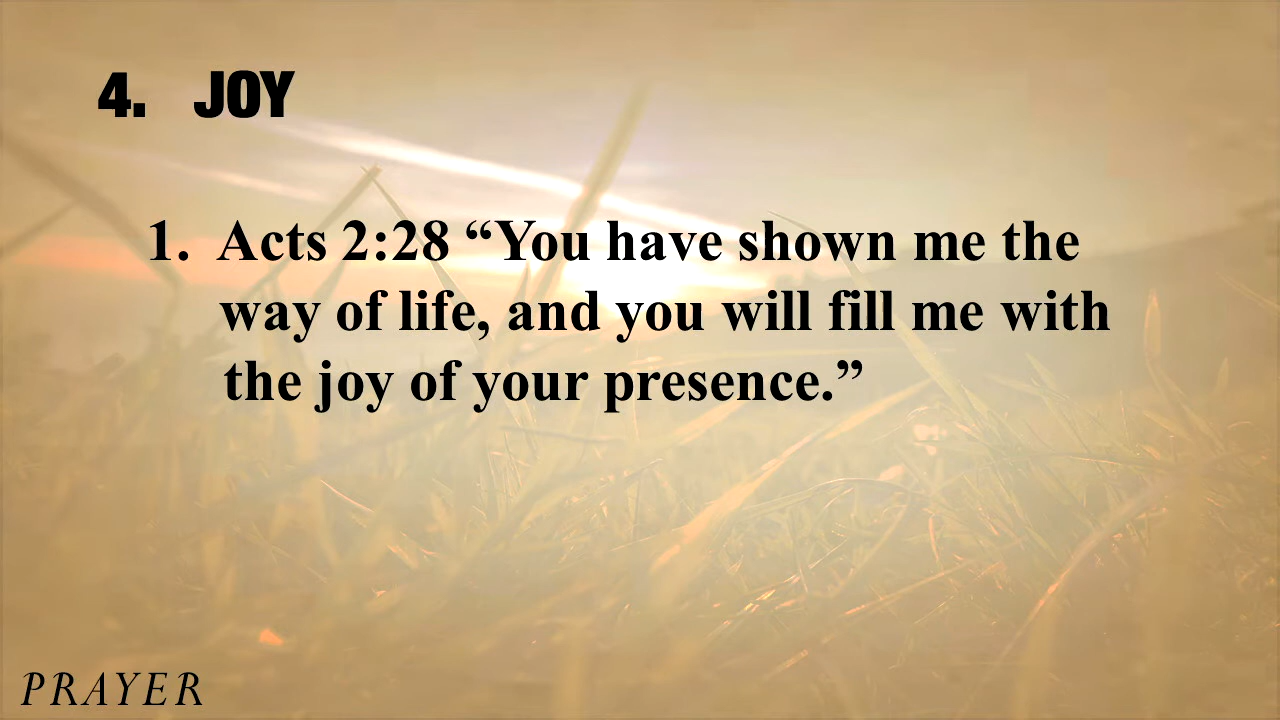 4. JOY
1. Acts 2:28 “You have shown me the
way of life, and you will fill me with
the joy of your presence.”
PRAYER